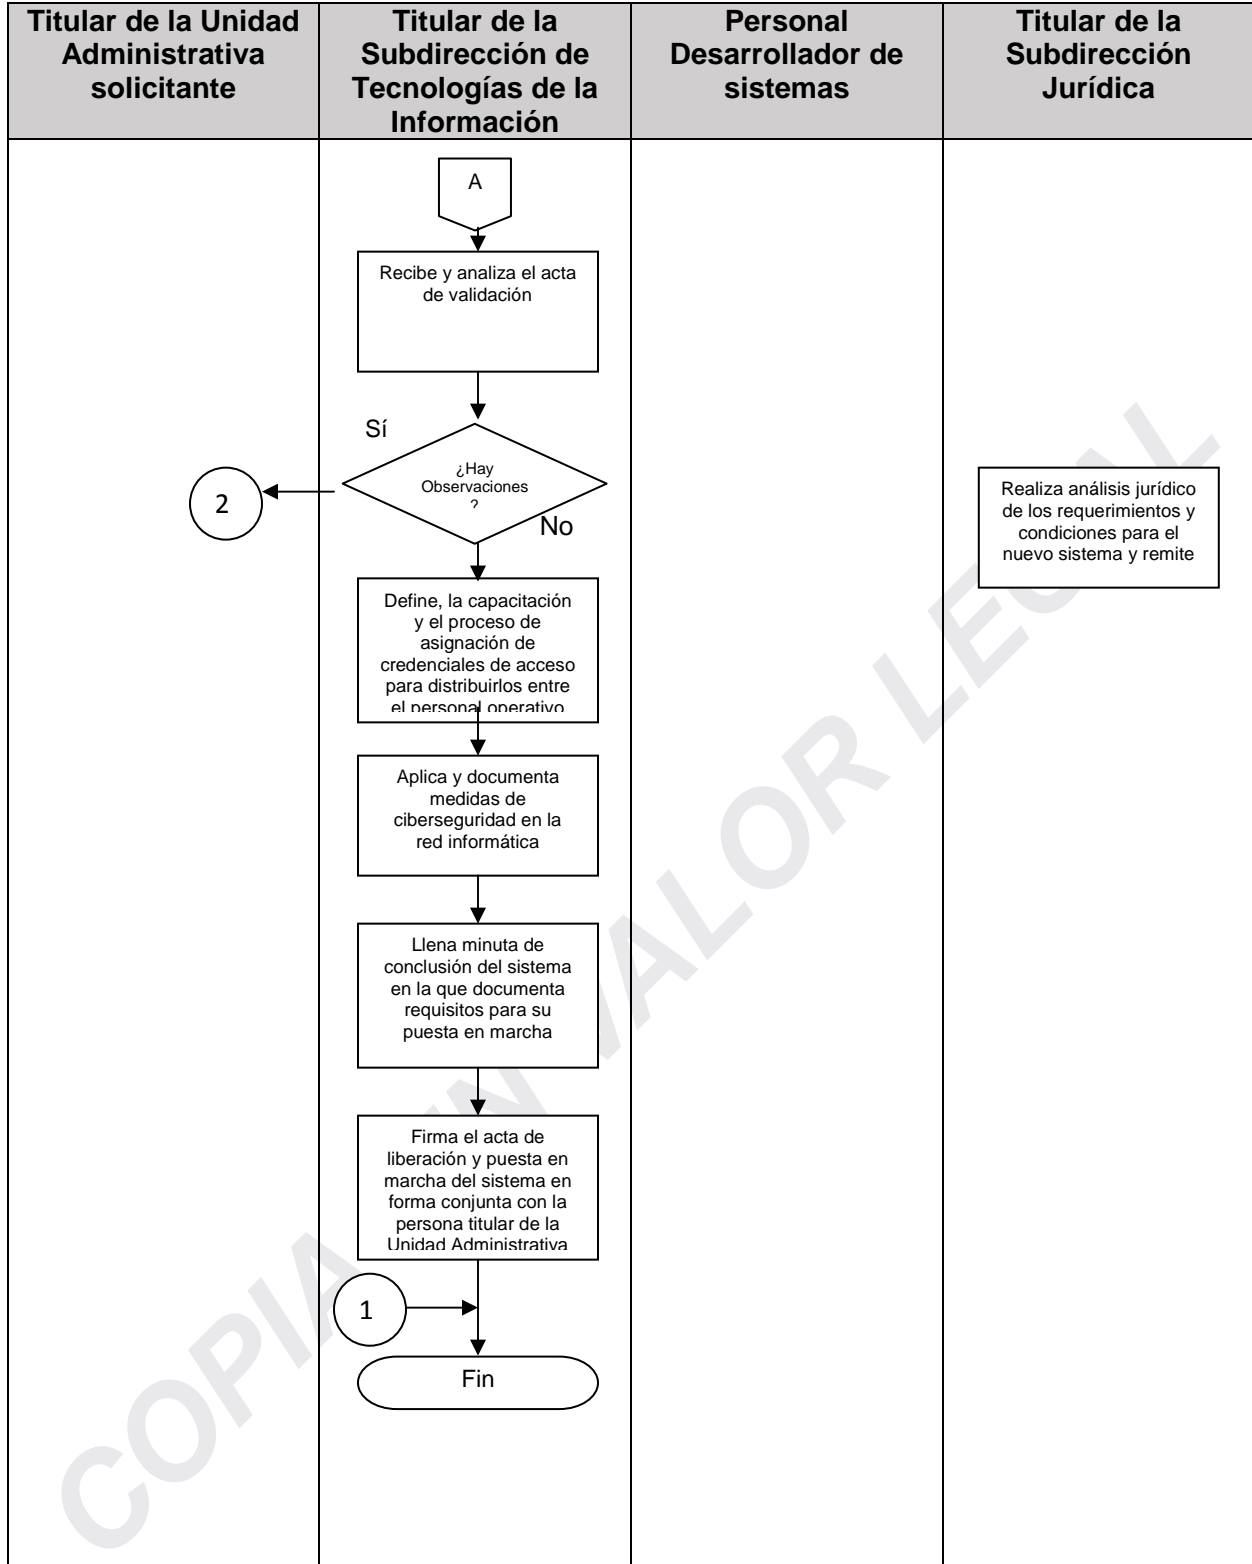 Titular de la Unidad
Administrativa
solicitante
Titular de la
Subdirección de
Tecnologías de la
Información
Personal
Desarrollador de
sistemas
Titular de la
Subdirección
Jurídica
A
Recibe y analiza el acta
de validación
Sí
¿Hay
Observaciones
?
No
2
Realiza análisis jurídico
de los requerimientos y
condiciones para el
nuevo sistema y remite
Define, la capacitación
y el proceso de
asignación de
credenciales de acceso
para distribuirlos entre
el personal operativo
Aplica y documenta
medidas de
ciberseguridad en la
red informática
Llena minuta de
conclusión del sistema
en la que documenta
requisitos para su
puesta en marcha
Firma el acta de
liberación y puesta en
marcha del sistema en
forma conjunta con la
persona titular de la
Unidad Administrativa
1
Fin
COPIA SIN VALOR LEGAL